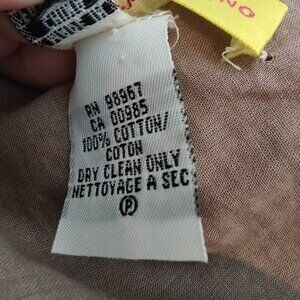 RN 98967
CA 00985
100% COTTON/
COTON
DRY CLEAN ONLY
NETTOYAGE A SEC
P